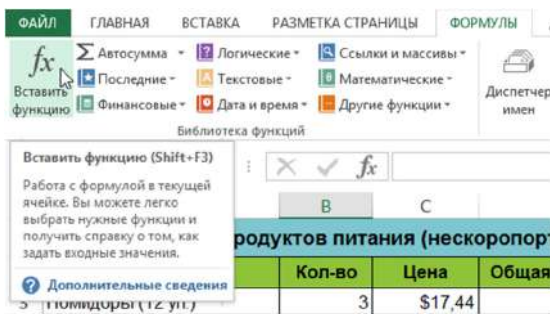 ФАЙЛ ГЛАВНАЯ ВСТАВКА РАЗМЕТКА СТРАНИЦЫ ФОРМУЛЫ
fx Вставить функцию
Σ Автосумма Логические Ссылки и массивы
Последние Текстовые Математические
Финансовые Дата и время Другие функции
Диспетчер имен
Библиотека функций
fx
Вставить функцию (Shift+F3)
Работа с формулой в текущей
ячейке. Вы можете легко
выбрать нужные функции и
получить справку о том, как
задать входные значения.
Дополнительные сведения
B C
родуктов питания (нескоропорт
Кол-во Цена Общая
Помидоры (12 уп.) 3 $17,44